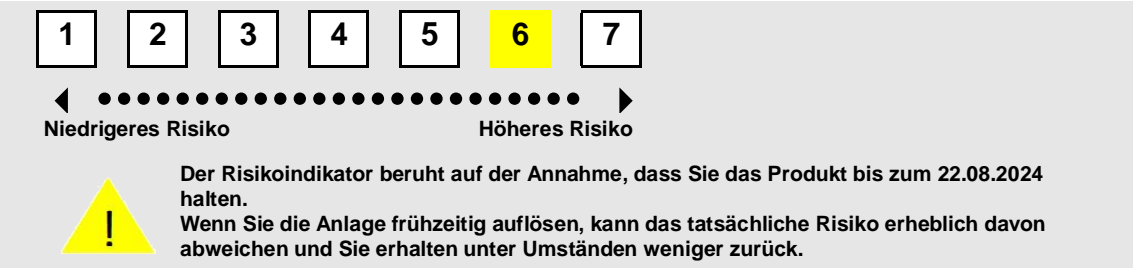 1 2 3 4 5 6 7
Niedrigeres Risiko Höheres Risiko
Der Risikoindikator beruht auf der Annahme, dass Sie das Produkt bis zum 22.08.2024
halten.
Wenn Sie die Anlage frühzeitig auflösen, kann das tatsächliche Risiko erheblich davon
! abweichen und Sie erhalten unter Umständen weniger zurück.